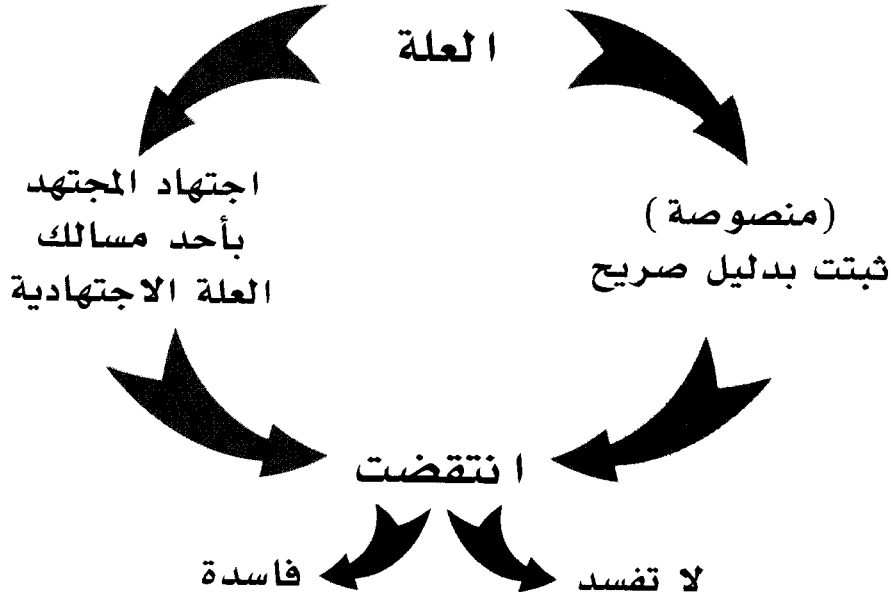 العلة
(منصوصة)
ثبتت بدليل صريح
اجتهاد المجتهد
بأحد مسالك
العلة الاجتهادية
انتقضت
لا تفسد
فاسدة